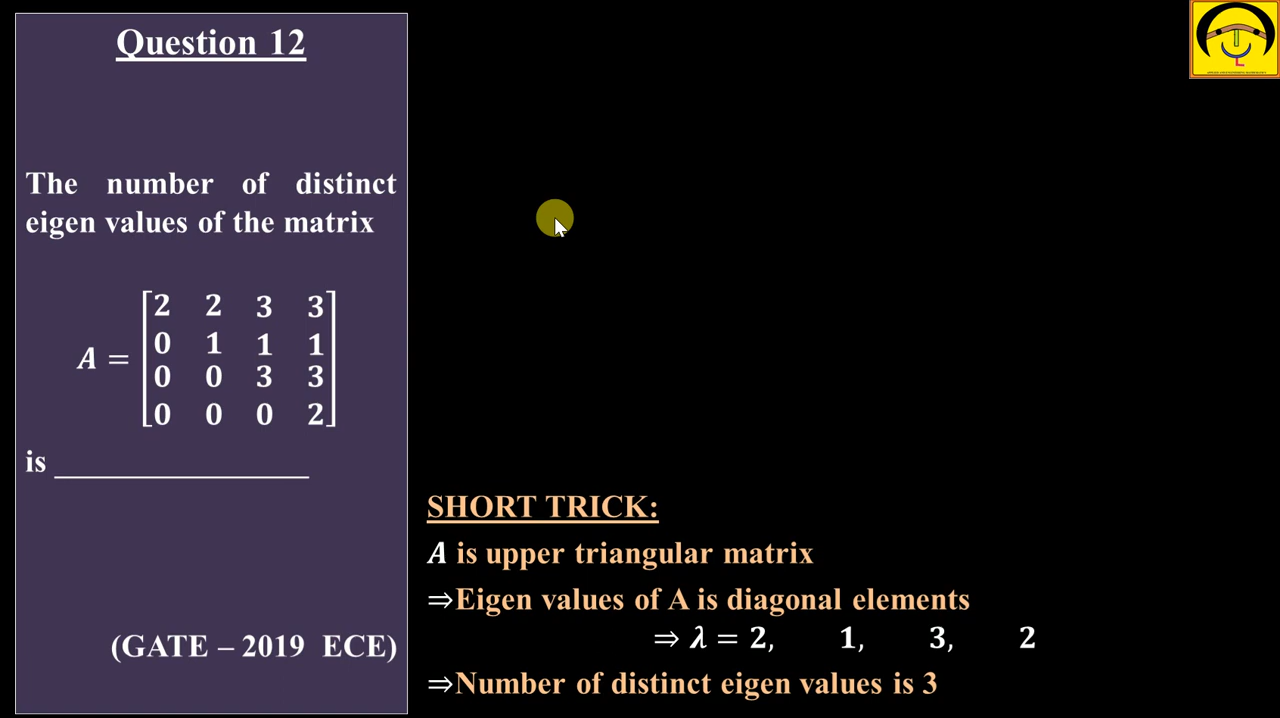 Question 12
The number of distinct
eigen values of the matrix
A = [2 2 3 3
0 1 1 1
0 0 3 3
0 0 0 2]
is ________________
(GATE – 2019 ECE)
SHORT TRICK:
A is upper triangular matrix
⇒Eigen values of A is diagonal elements
⇒ λ = 2, 1, 3, 2
⇒Number of distinct eigen values is 3
L